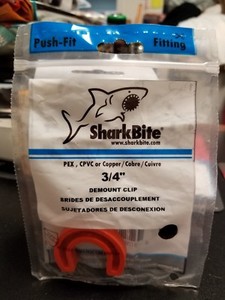 Push-Fit Fitting
SharkBite®
www.sharkbite.com
PEX, CPVC or Copper/Cobre/Cuivre
3/4"
DEMOUNT CLIP
BRIDES DE DESACCOUPLEMENT
SUJETADORES DE DESCONEXION